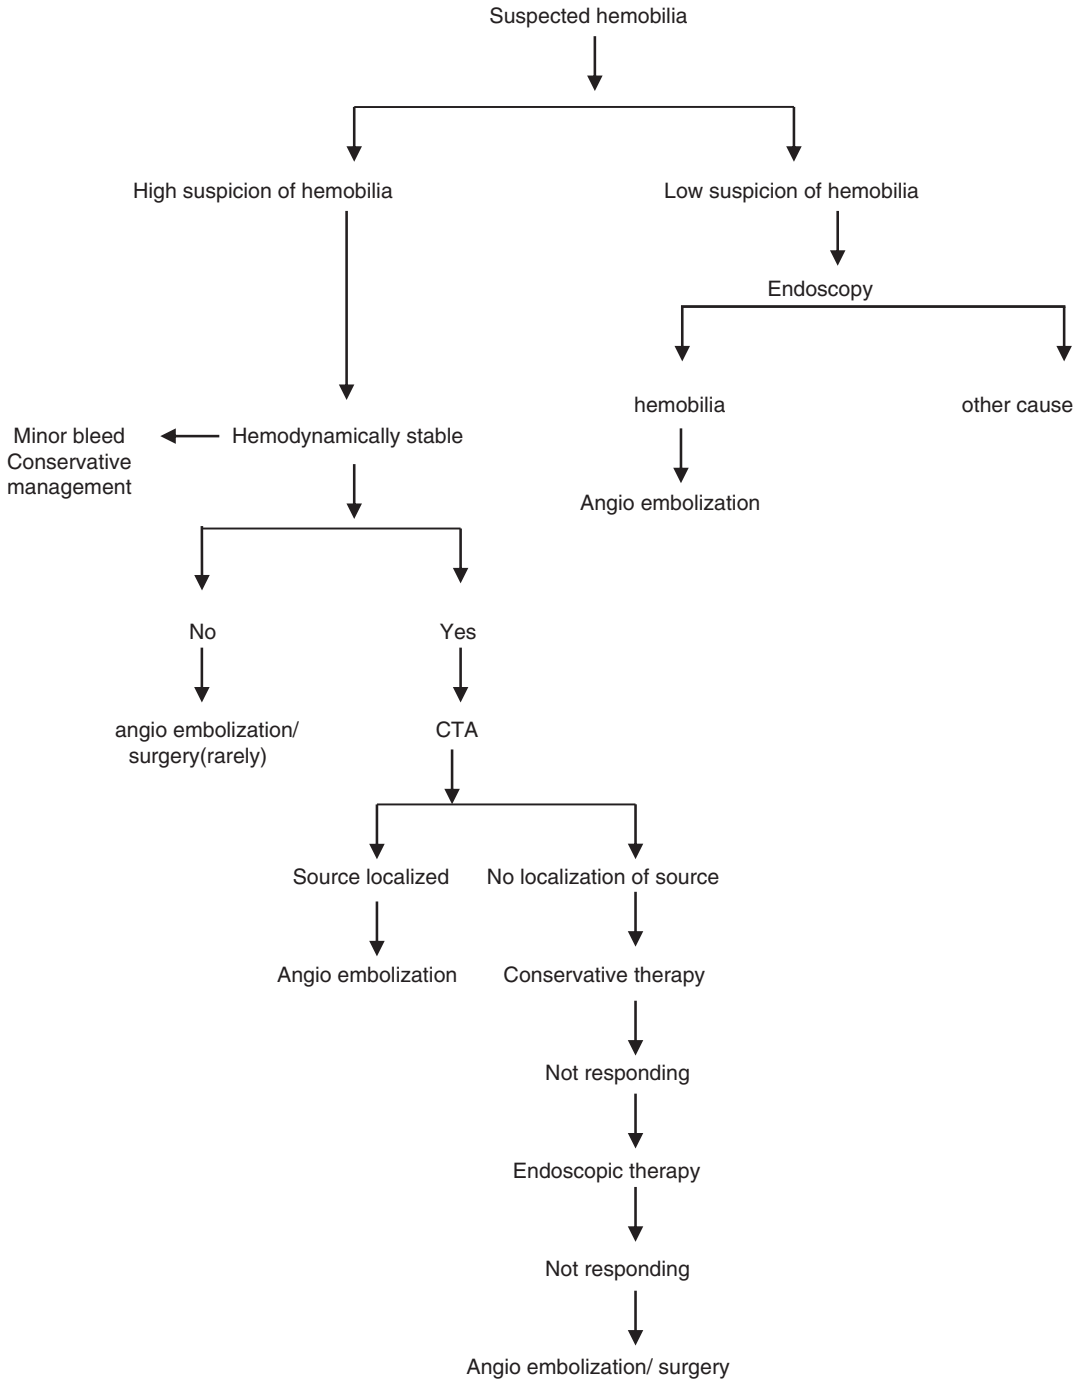 Suspected hemobilia
High suspicion of hemobilia
Low suspicion of hemobilia
Endoscopy
hemobilia
other cause
Angio embolization
Minor bleed
Conservative
management
Hemodynamically stable
No
Yes
angio embolization/
surgery(rarely)
CTA
Source localized
No localization of source
Angio embolization
Conservative therapy
Not responding
Endoscopic therapy
Not responding
Angio embolization/ surgery